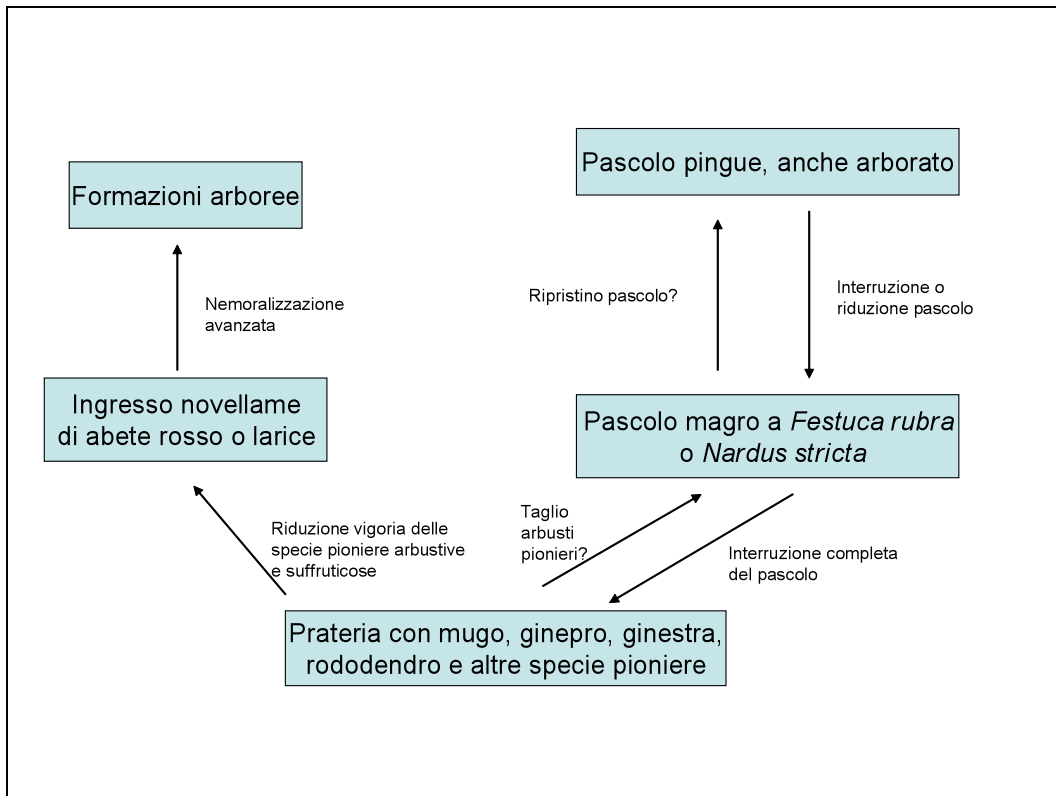 Pascolo pingue, anche arborato
Formazioni arboree
Ripristino pascolo?
Interruzione o
riduzione pascolo
Nemoralizzazione
avanzata
Ingresso novellame
di abete rosso o larice
Pascolo magro a Festuca rubra
o Nardus stricta
Riduzione vigoria delle
specie pioniere arbustive
e suffruticose
Taglio
arbusti
pionieri?
Interruzione completa
del pascolo
Prateria con mugo, ginepro, ginestra,
rododendro e altre specie pioniere